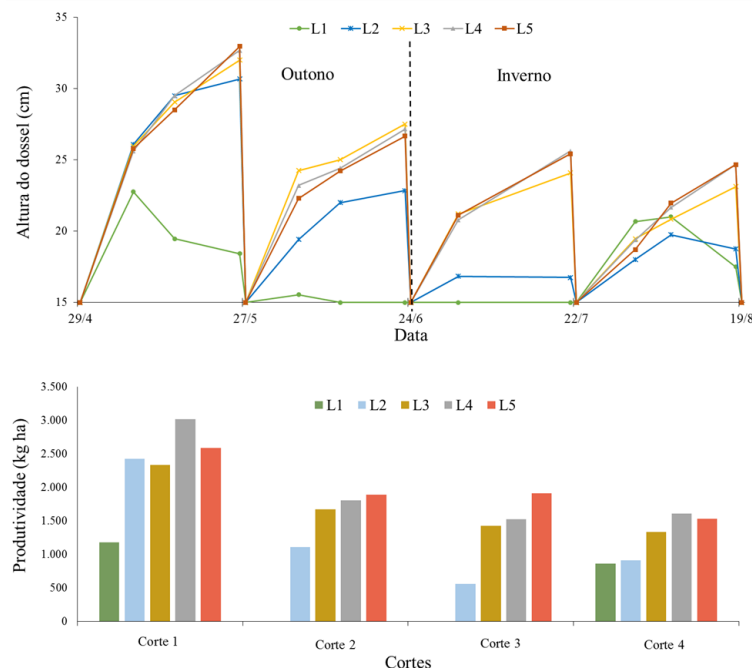 35
30
25
20
15
Altura do dossel (cm)
L1 L2 L3 L4 L5
Outono
Inverno
29/4 27/5 24/6 22/7 19/8
Data
3.500
3.000
2.500
2.000
1.500
1.000
500
0
Produtividade (kg ha)
L1 L2 L3 L4 L5
Corte 1 Corte 2 Corte 3 Corte 4
Cortes